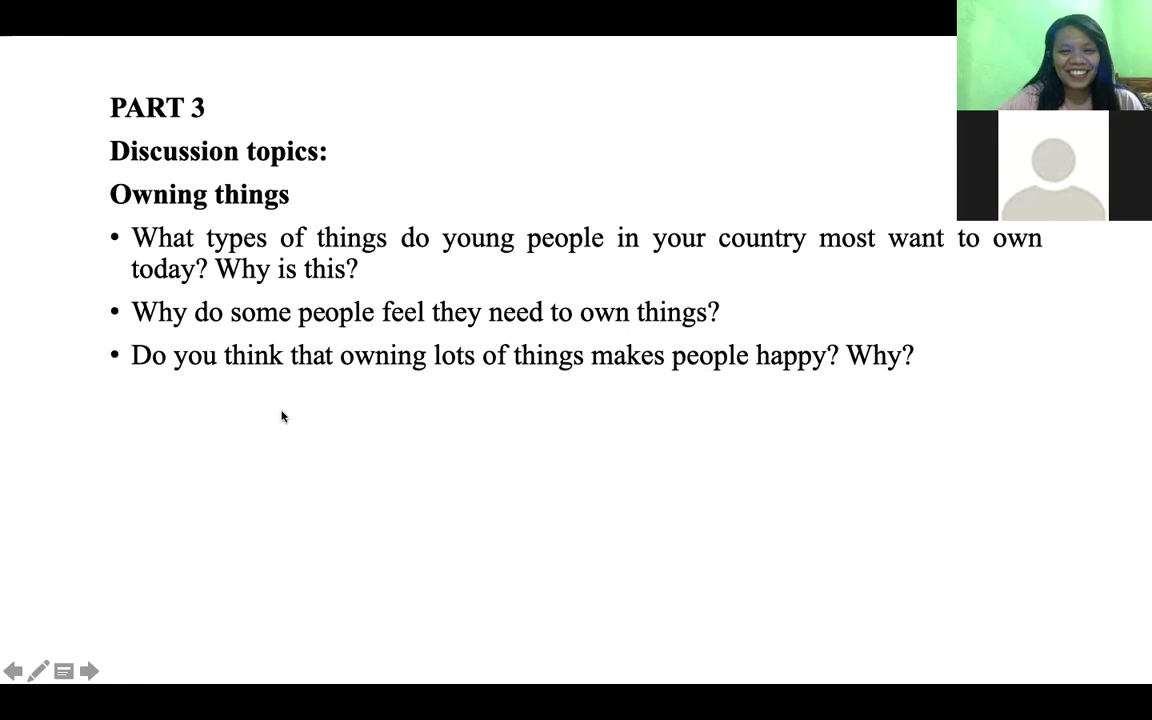 PART 3
Discussion topics:
Owning things
• What types of things do young people in your country most want to own
today? Why is this?
• Why do some people feel they need to own things?
• Do you think that owning lots of things makes people happy? Why?